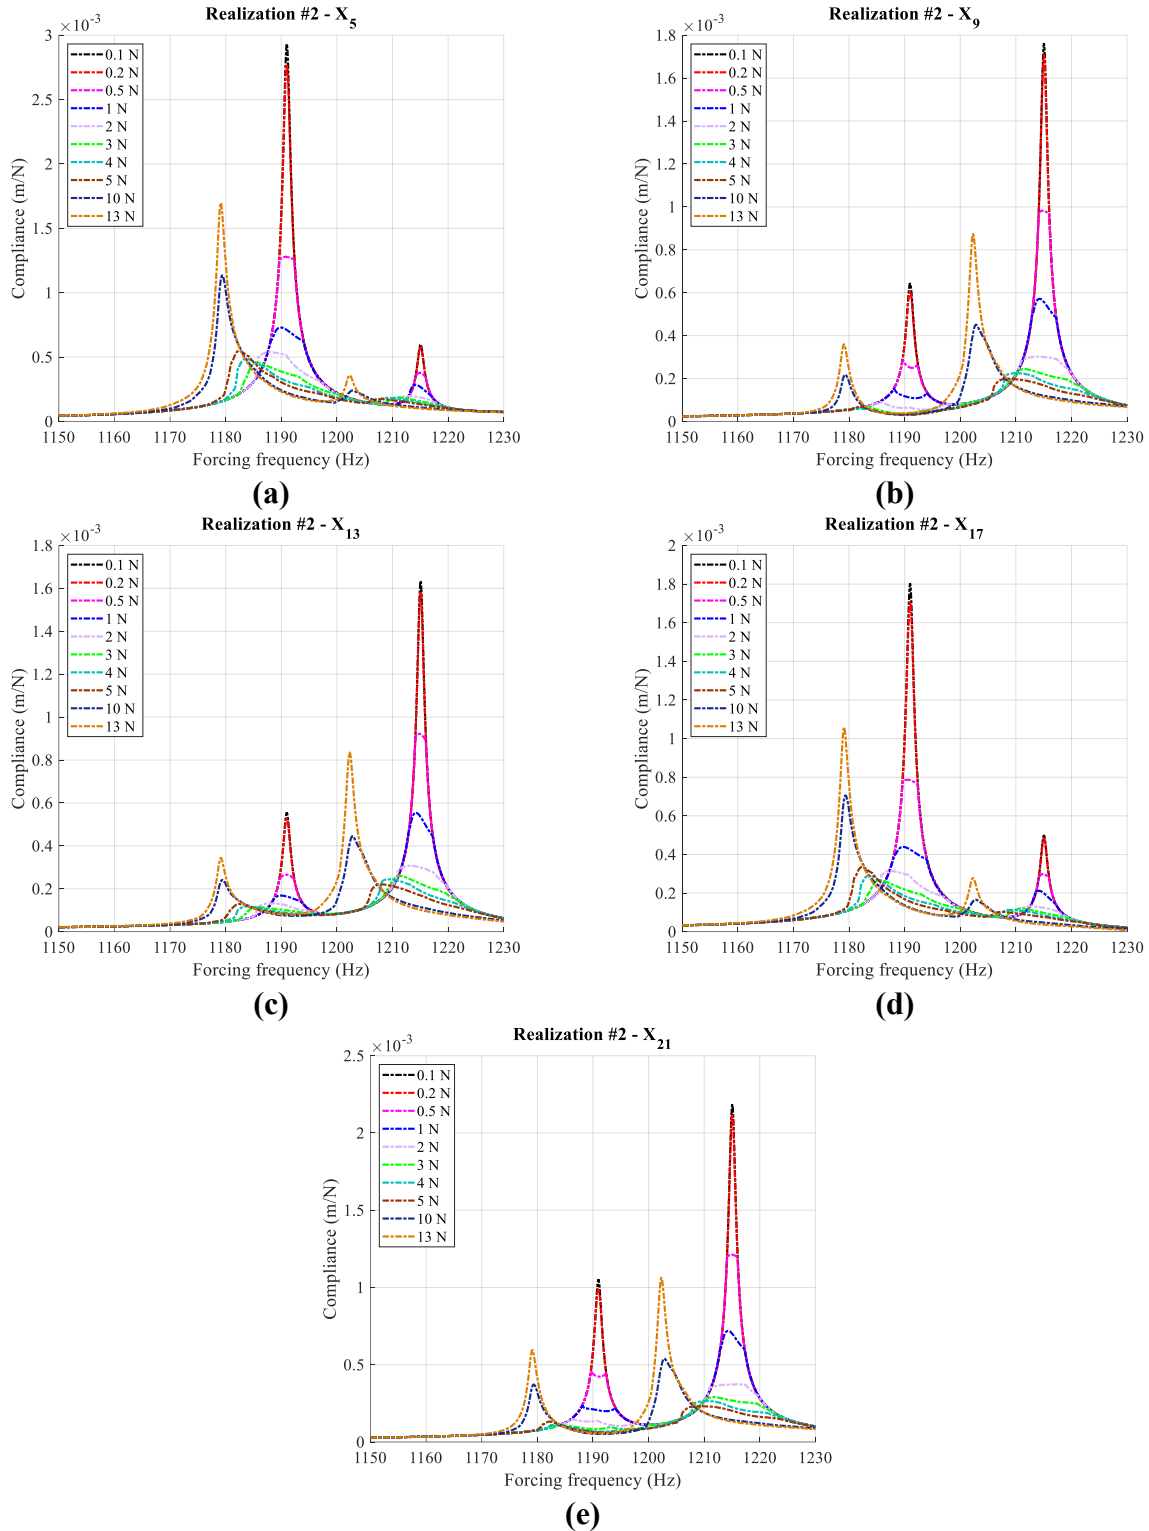 Realization #2 - X5
×10-3
3
2.5
2
1.5
1
0.5
0
Compliance (m/N)
0.1 N
0.2 N
0.5 N
1 N
2 N
3 N
4 N
5 N
10 N
13 N
1150 1160 1170 1180 1190 1200 1210 1220 1230
Forcing frequency (Hz)
(a)
Realization #2 - X9
×10-3
1.8
1.6
1.4
1.2
1
0.8
0.6
0.4
0.2
0
Compliance (m/N)
0.1 N
0.2 N
0.5 N
1 N
2 N
3 N
4 N
5 N
10 N
13 N
1150 1160 1170 1180 1190 1200 1210 1220 1230
Forcing frequency (Hz)
(b)
Realization #2 - X13
×10-3
1.8
1.6
1.4
1.2
1
0.8
0.6
0.4
0.2
0
Compliance (m/N)
0.1 N
0.2 N
0.5 N
1 N
2 N
3 N
4 N
5 N
10 N
13 N
1150 1160 1170 1180 1190 1200 1210 1220 1230
Forcing frequency (Hz)
(c)
Realization #2 - X17
×10-3
2
1.8
1.6
1.4
1.2
1
0.8
0.6
0.4
0.2
0
Compliance (m/N)
0.1 N
0.2 N
0.5 N
1 N
2 N
3 N
4 N
5 N
10 N
13 N
1150 1160 1170 1180 1190 1200 1210 1220 1230
Forcing frequency (Hz)
(d)
Realization #2 - X21
×10-3
2.5
2
1.5
1
0.5
0
Compliance (m/N)
0.1 N
0.2 N
0.5 N
1 N
2 N
3 N
4 N
5 N
10 N
13 N
1150 1160 1170 1180 1190 1200 1210 1220 1230
Forcing frequency (Hz)
(e)